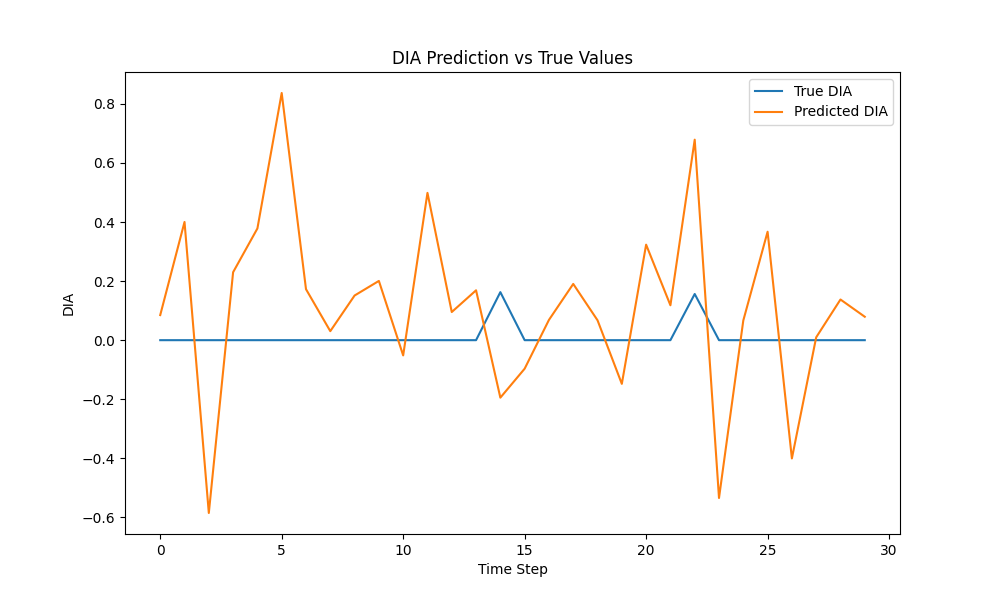 DIA Prediction vs True Values
True DIA
Predicted DIA
0.8
0.6
0.4
0.2
0.0
−0.2
−0.4
−0.6
DIA
0 5 10 15 20 25 30
Time Step